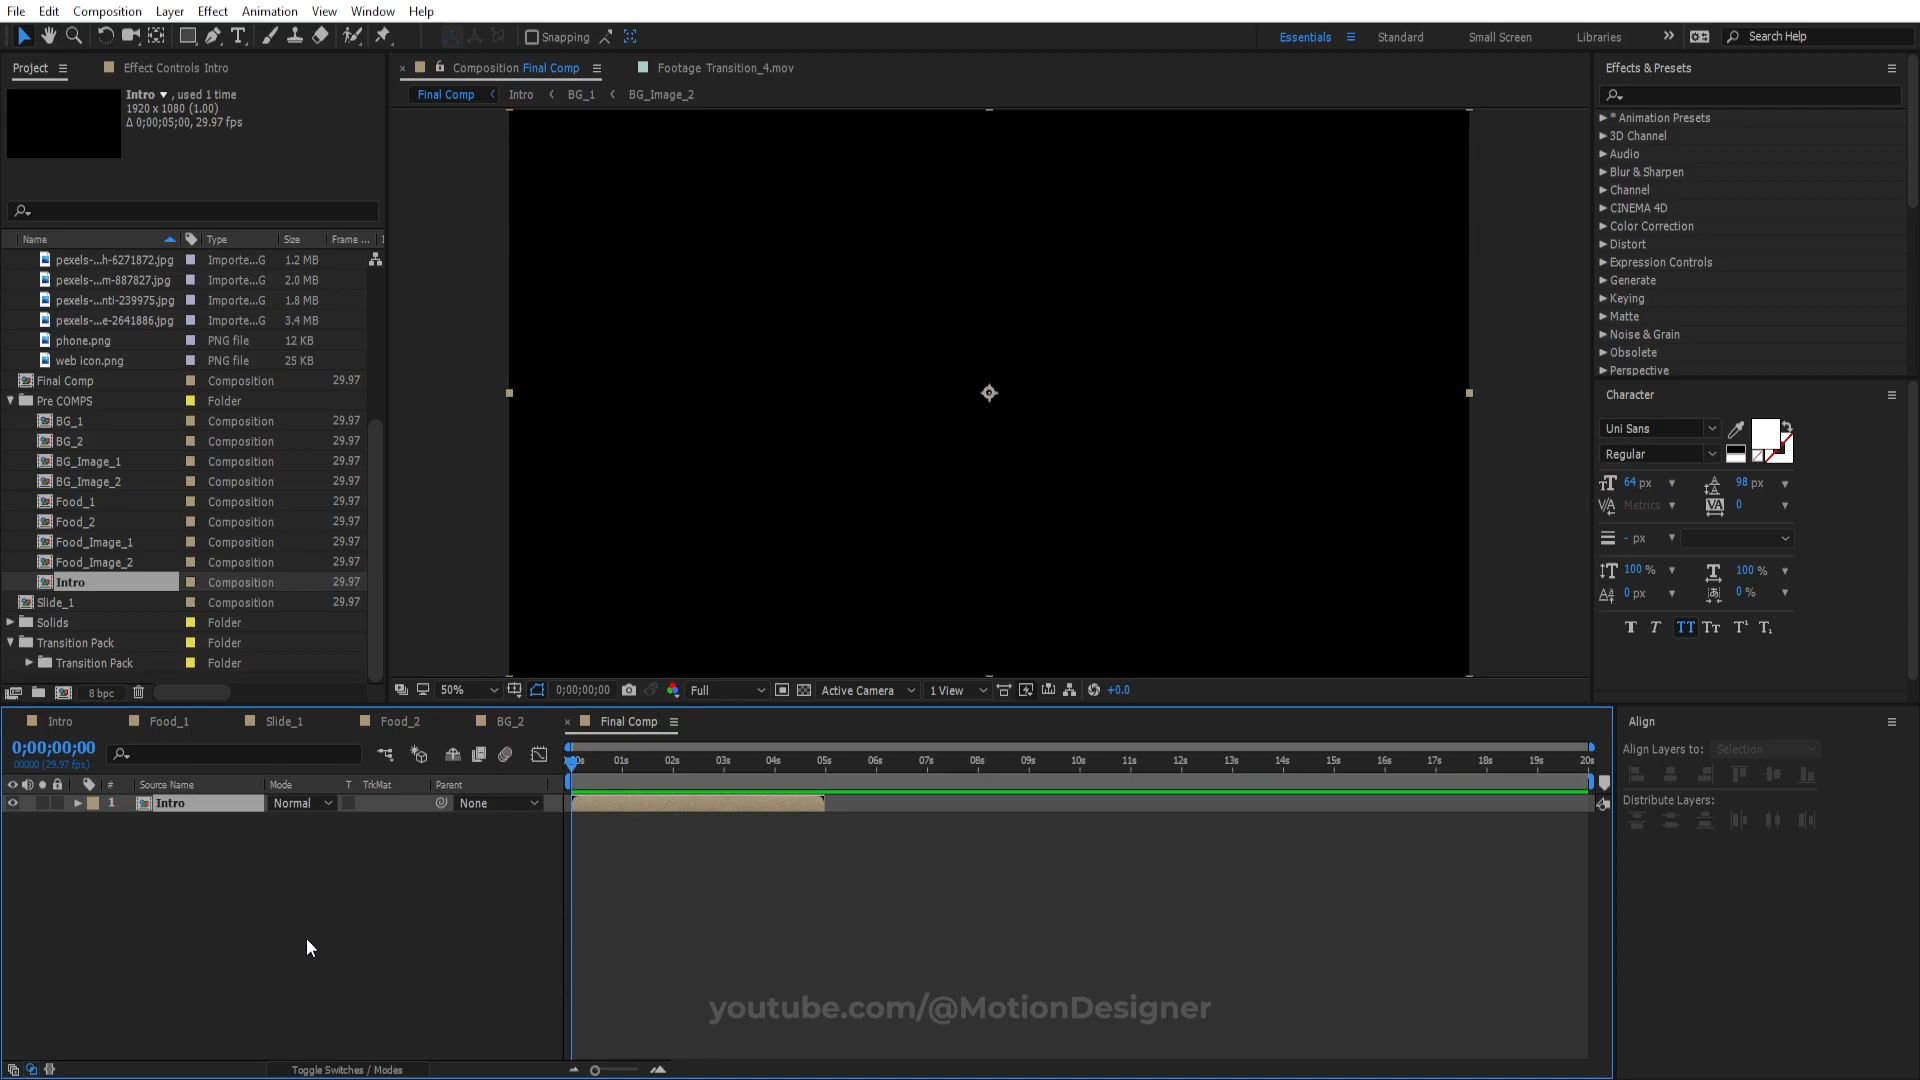 File Edit Composition Layer Effect Animation View Window Help
Snapping
Essentials Standard Small Screen Libraries Search Help
Project Effect Controls Intro
Composition Final Comp Footage Transition_4.mov
Effects & Presets
Intro , used 1 time
1920 x 1080 (1.00)
Δ 0;00;05;00, 29.97 fps
Final Comp Intro BG_1 BG_Image_2
* Animation Presets
3D Channel
Audio
Blur & Sharpen
Channel
CINEMA 4D
Color Correction
Distort
Expression Controls
Generate
Keying
Matte
Noise & Grain
Obsolete
Perspective
Name Type Size Frame ...
pexels-...h-6271872.jpg Importe...G 1.2 MB
pexels-...m-887827.jpg Importe...G 2.0 MB
pexels-...nti-239975.jpg Importe...G 1.8 MB
pexels-...e-2641886.jpg Importe...G 3.4 MB
phone.png PNG file 12 KB
web icon.png PNG file 25 KB
Final Comp Composition 29.97
Pre COMPS Folder
BG_1 Composition 29.97
BG_2 Composition 29.97
BG_Image_1 Composition 29.97
BG_Image_2 Composition 29.97
Food_1 Composition 29.97
Food_2 Composition 29.97
Food_Image_1 Composition 29.97
Food_Image_2 Composition 29.97
Intro Composition 29.97
Slide_1 Composition 29.97
Solids Folder
Transition Pack Folder
Transition Pack Folder
8 bpc
Character
Uni Sans
Regular
64 px 98 px
Metrics 0
- px
100 % 100 %
0 px 0 %
T T TT Tт T¹ T₁
50% 0;00;00;00 Full Active Camera 1 View +0.0
Intro Food_1 Slide_1 Food_2 BG_2 Final Comp
0;00;00;00
00000 (29.97 fps)
00s 01s 02s 03s 04s 05s 06s 07s 08s 09s 10s 11s 12s 13s 14s 15s 16s 17s 18s 19s 20s
# Source Name Mode T TrkMat Parent
1 Intro Normal None
Align
Align Layers to: Selection
Distribute Layers:
youtube.com/@MotionDesigner
Toggle Switches / Modes